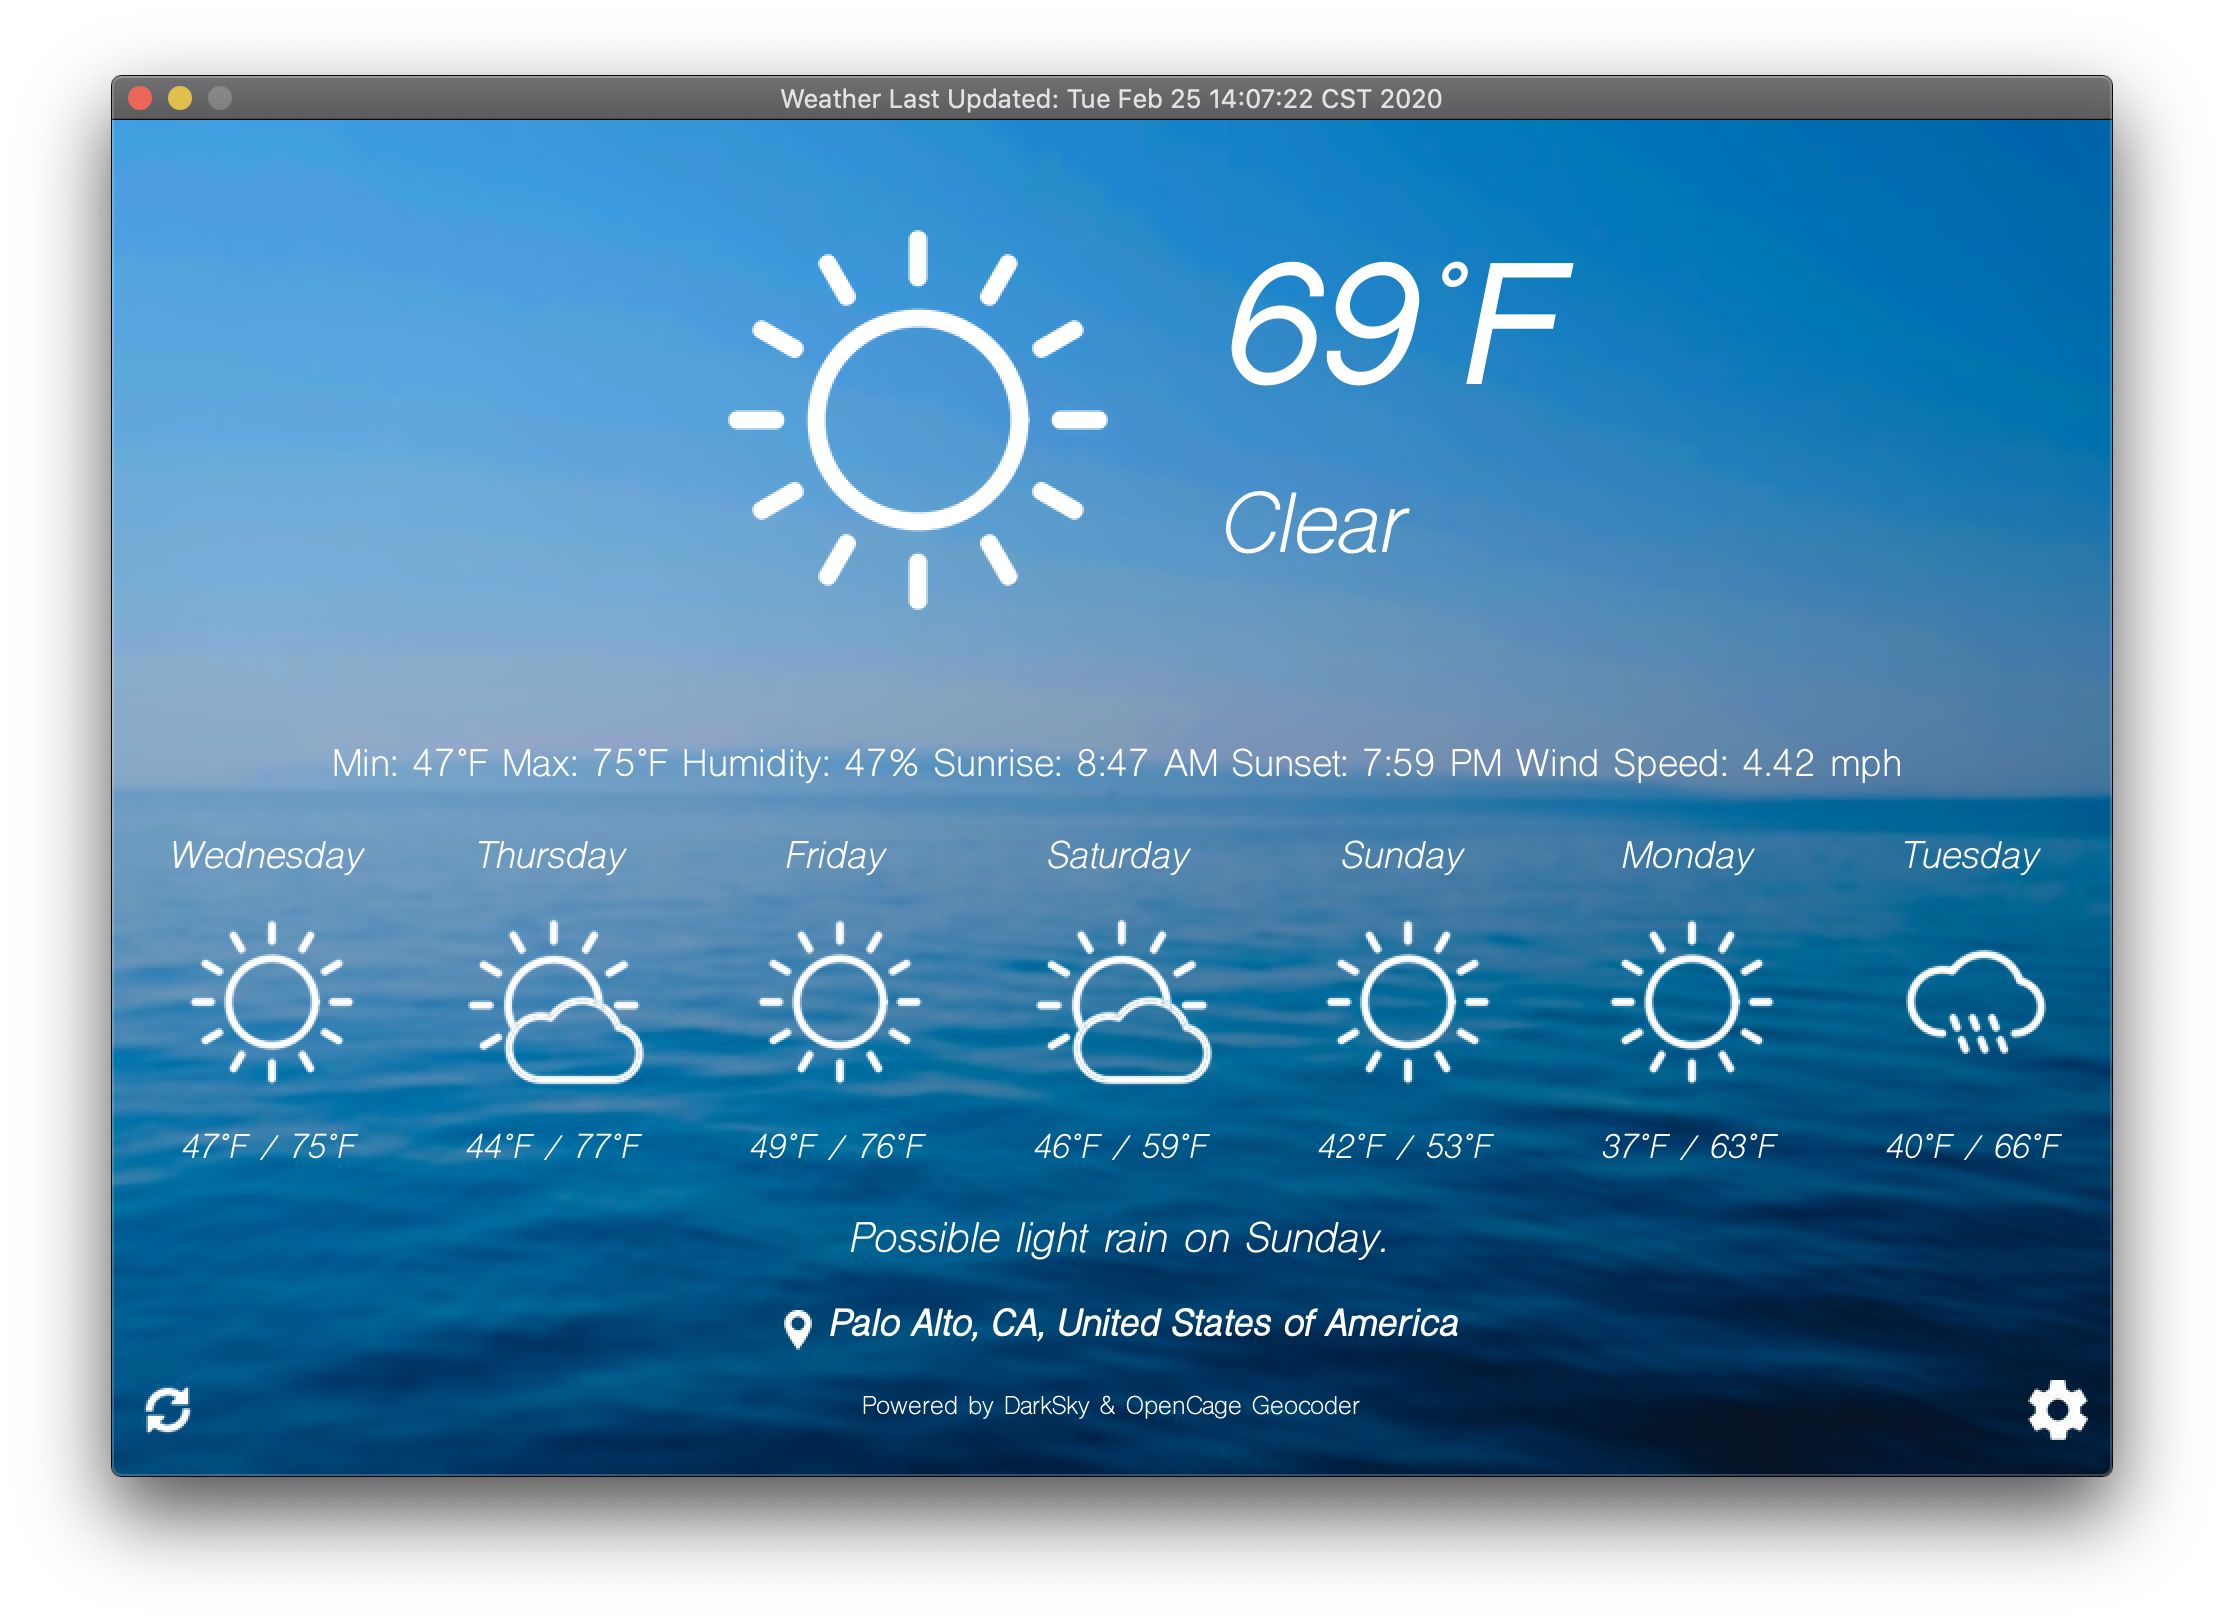 Weather Last Updated: Tue Feb 25 14:07:22 CST 2020
69°F
Clear
Min: 47°F Max: 75°F Humidity: 47% Sunrise: 8:47 AM Sunset: 7:59 PM Wind Speed: 4.42 mph
Wednesday Thursday Friday Saturday Sunday Monday Tuesday
47°F / 75°F 44°F / 77°F 49°F / 76°F 46°F / 59°F 42°F / 53°F 37°F / 63°F 40°F / 66°F
Possible light rain on Sunday.
Palo Alto, CA, United States of America
Powered by DarkSky & OpenCage Geocoder